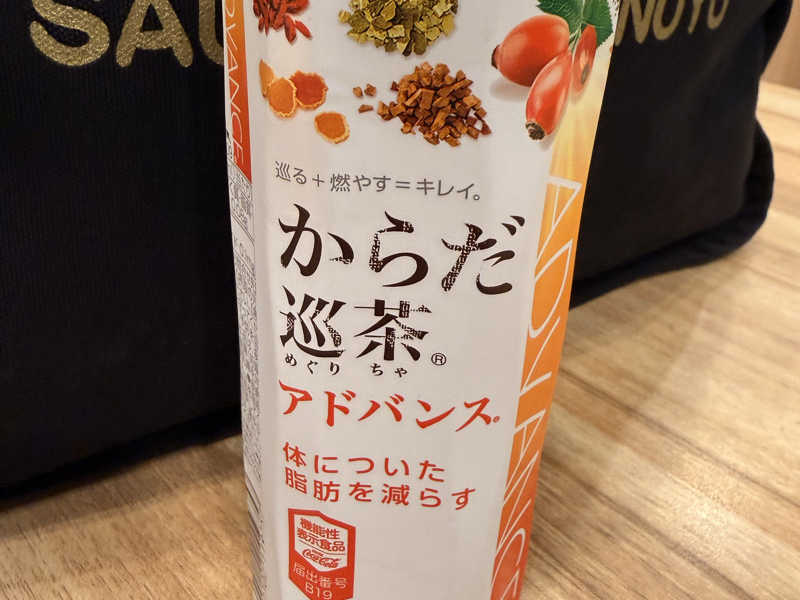 SAU
NOYU
ADVANCE
巡る+燃やす=キレイ。
からだ
巡茶®
めぐり ちゃ
アドバンス®
体についた
脂肪を減らす
機能性
表示食品
Coca-Cola
届出番号
B19
ADVANCE